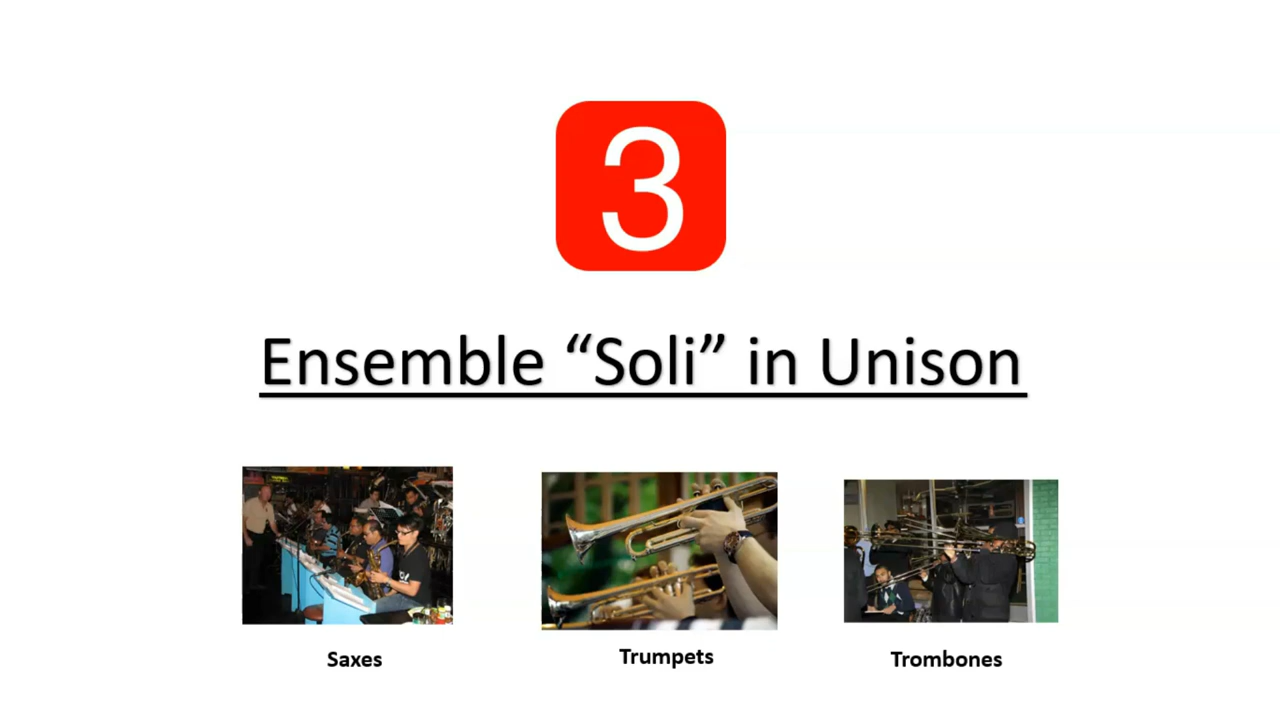 3
Ensemble “Soli” in Unison
Saxes
Trumpets
Trombones